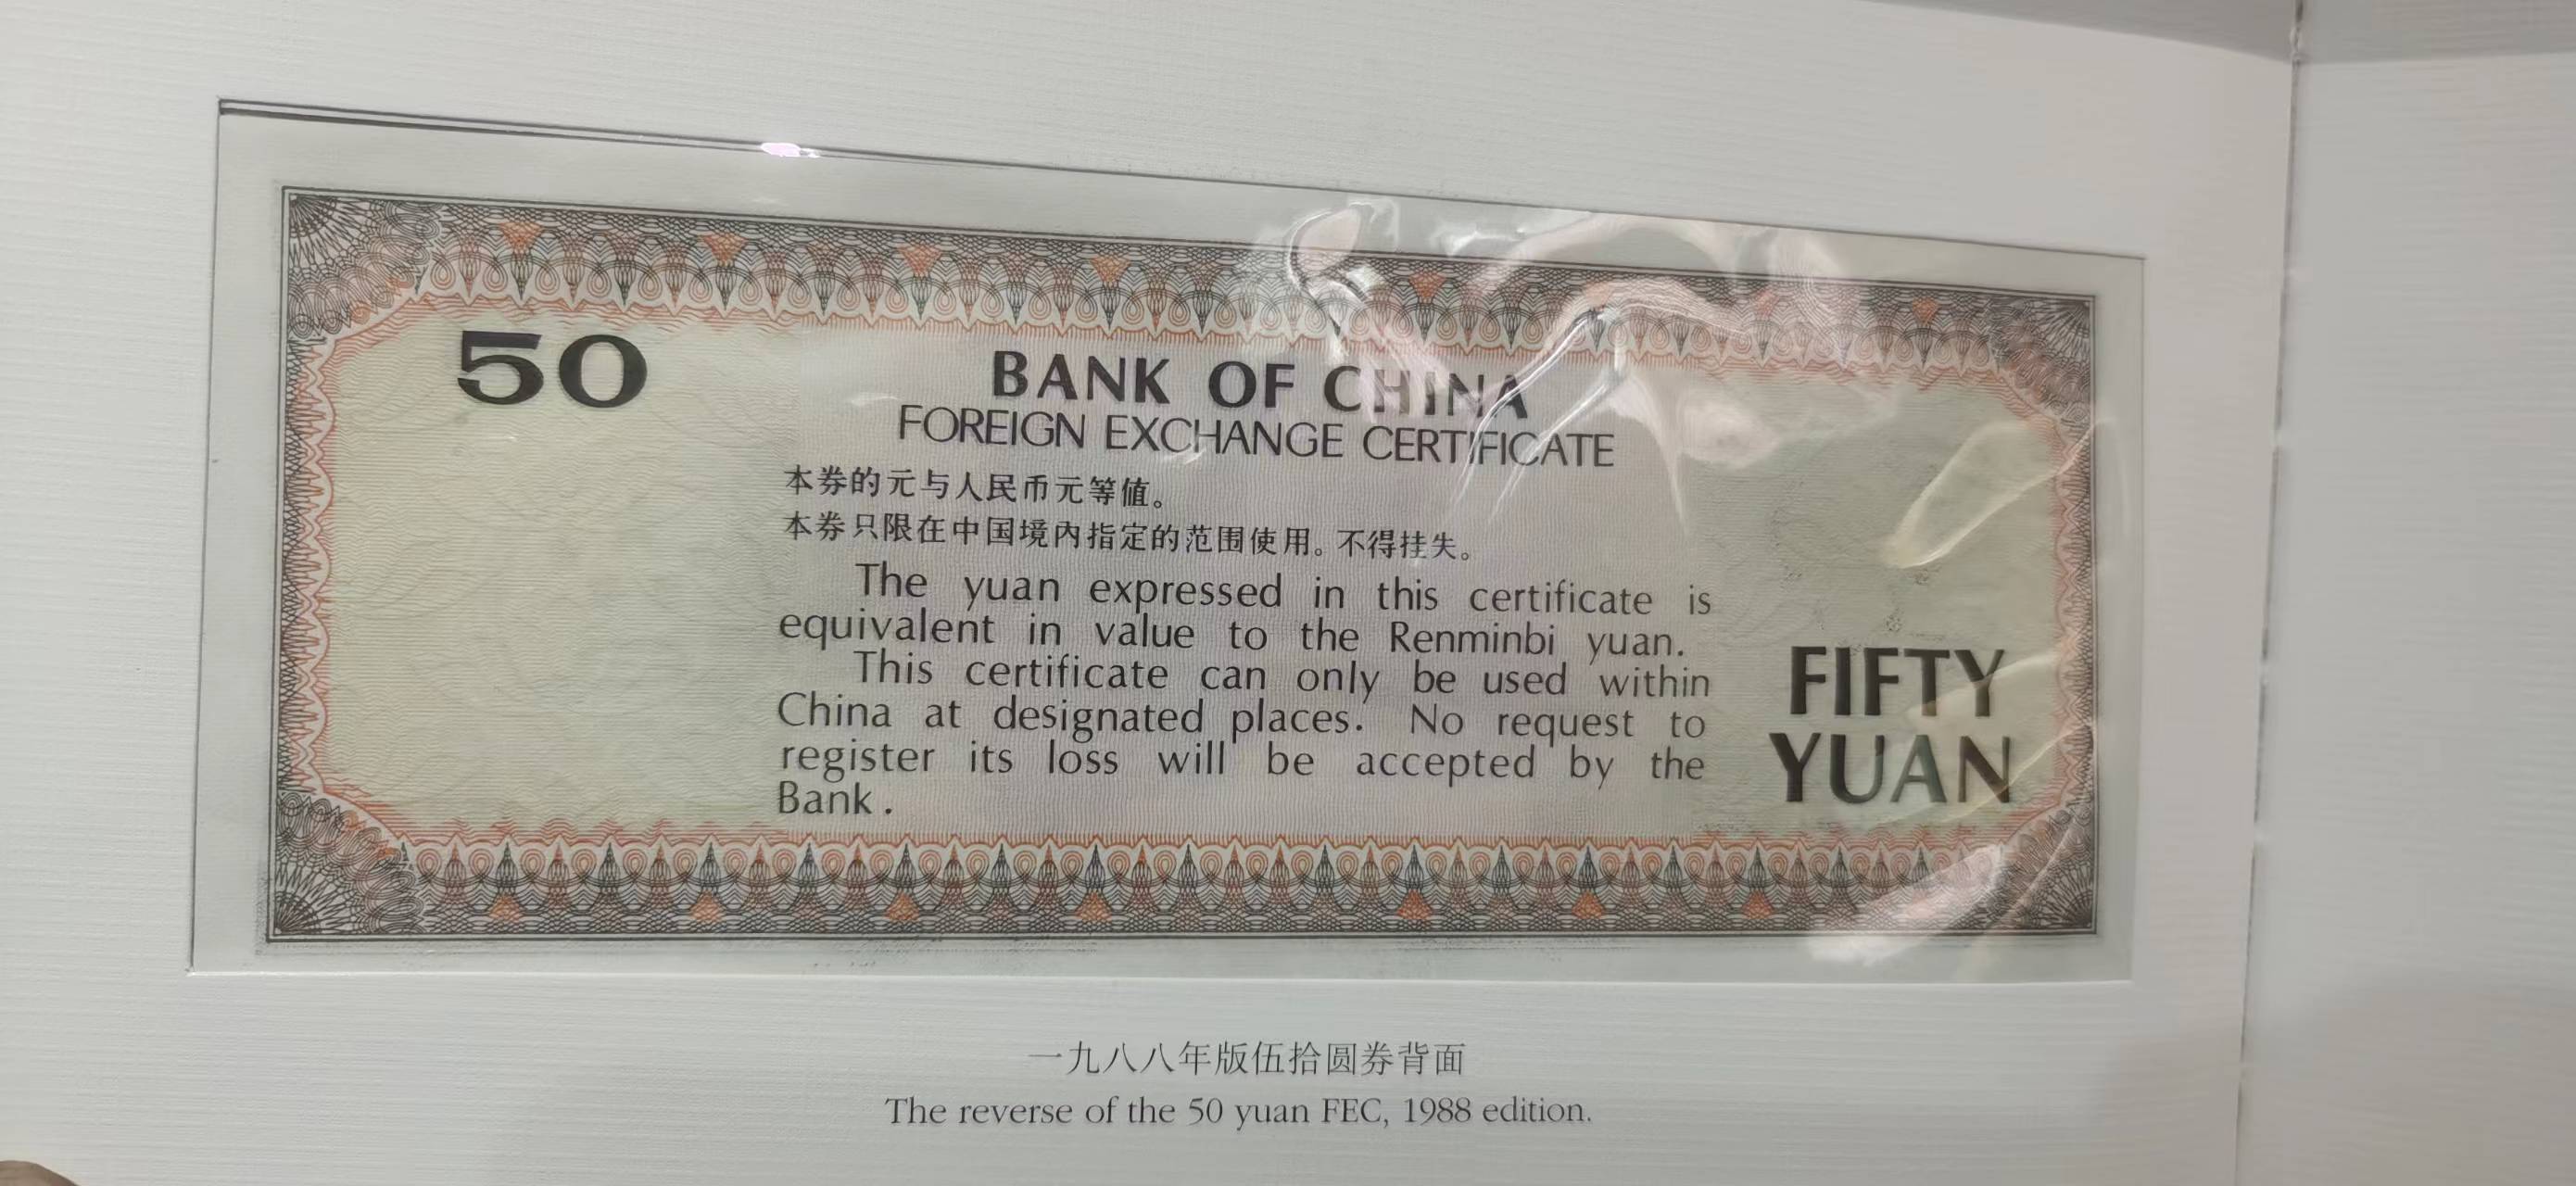 50
BANK OF CHINA
FOREIGN EXCHANGE CERTIFICATE
本券的元与人民币元等值。
本券只限在中国境内指定的范围使用。不得挂失。
The yuan expressed in this certificate is
equivalent in value to the Renminbi yuan.
This certificate can only be used within
China at designated places. No request to
register its loss will be accepted by the
Bank.
FIFTY
YUAN
一九八八年版伍拾圆券背面
The reverse of the 50 yuan FEC, 1988 edition.